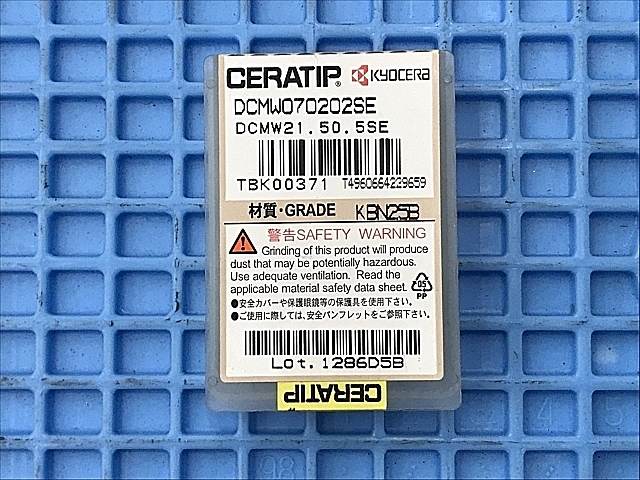 CERATIP® KYOCERA
DCMW070202SE
DCMW21.50.5SE
TBK00371 T4960664239659
材質・GRADE KBN25B
警告SAFETY WARNING
Grinding of this product will produce
dust that may be potentially hazardous.
Use adequate ventilation. Read the
applicable material safety data sheet.
05
PP
●安全カバーや保護眼鏡等の保護具を使用下さい。
●ご使用に際しては、安全パンフレットをご参照下さい。
Lot.1286D5B
CERATIP